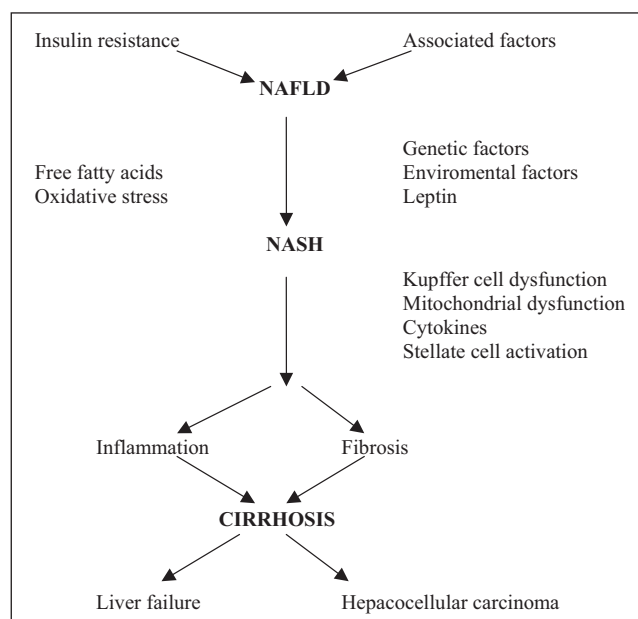 Insulin resistance
Associated factors
NAFLD
Free fatty acids
Oxidative stress
Genetic factors
Enviromental factors
Leptin
NASH
Kupffer cell dysfunction
Mitochondrial dysfunction
Cytokines
Stellate cell activation
Inflammation
Fibrosis
CIRRHOSIS
Liver failure
Hepacocellular carcinoma